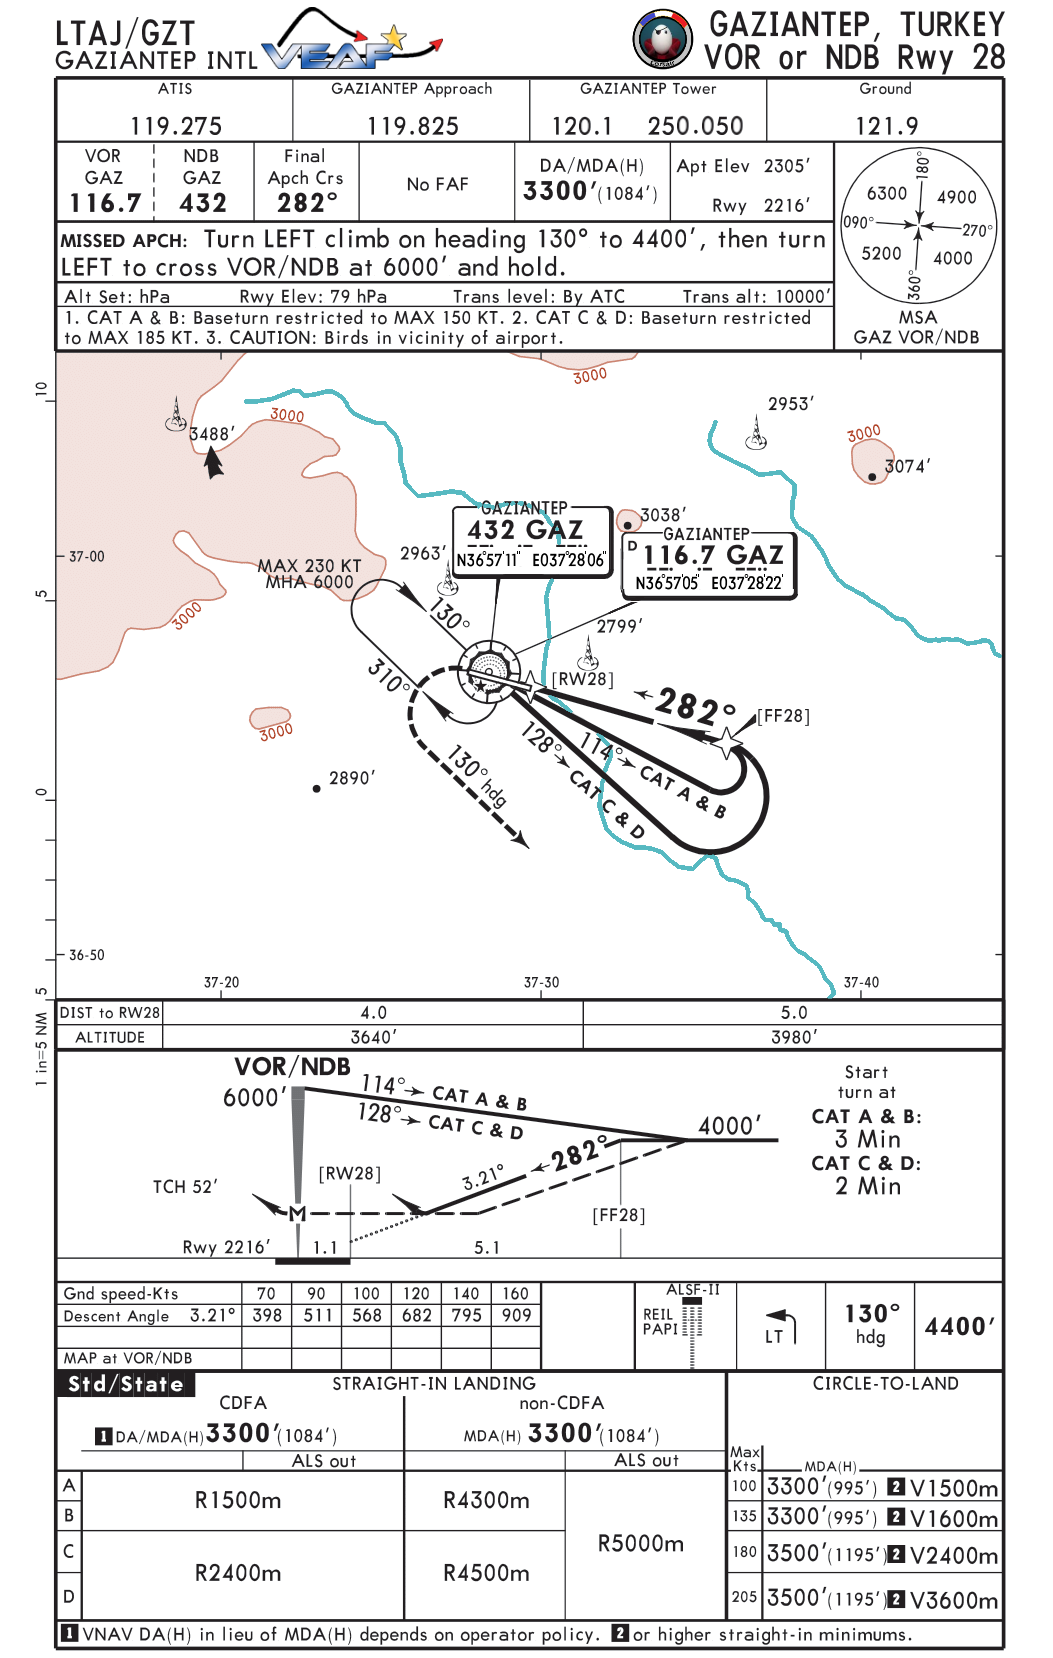 LTAJ/GZT
GAZIANTEP INTL
VEAF
Corsair
GAZIANTEP, TURKEY
VOR or NDB Rwy 28
ATIS
119.275
GAZIANTEP Approach
119.825
GAZIANTEP Tower
120.1 250.050
Ground
121.9
VOR
GAZ
116.7
NDB
GAZ
432
Final
Apch Crs
282°
No FAF
DA/MDA(H)
3300'(1084')
Apt Elev 2305'
Rwy 2216'
MISSED APCH: Turn LEFT climb on heading 130° to 4400', then turn
LEFT to cross VOR/NDB at 6000' and hold.
Alt Set: hPa Rwy Elev: 79 hPa Trans level: By ATC Trans alt: 10000'
1. CAT A & B: Baseturn restricted to MAX 150 KT. 2. CAT C & D: Baseturn restricted
to MAX 185 KT. 3. CAUTION: Birds in vicinity of airport.
180°
6300 4900
090° 270°
5200 4000
360°
MSA
GAZ VOR/NDB
10
3000
3000
3488'
2953'
3000
3074'
GAZIANTEP
432 GAZ
N36°57'11" E037°28'06"
3038'
GAZIANTEP
D 116.7 GAZ
N36°57'05" E037°28'22"
37-00
2963'
MAX 230 KT
MHA 6000
5
3000
130°
2799'
310°
[RW28]
282°
[FF28]
3000
128° CAT C & D
114° CAT A & B
130° hdg
2890'
0
36-50
37-20 37-30 37-40
5
1 in=5 NM
DIST to RW28 4.0 5.0
ALTITUDE 3640' 3980'
VOR/NDB
6000'
114° CAT A & B
128° CAT C & D
4000'
282°
3.21°
[RW28]
TCH 52'
M
[FF28]
Rwy 2216' 1.1 5.1
Start
turn at
CAT A & B:
3 Min
CAT C & D:
2 Min
Gnd speed-Kts 70 90 100 120 140 160
Descent Angle 3.21° 398 511 568 682 795 909
MAP at VOR/NDB
ALSF-II
REIL
PAPI
LT
130°
hdg
4400'
Std/State
STRAIGHT-IN LANDING
CIRCLE-TO-LAND
CDFA
non-CDFA
1 DA/MDA(H) 3300'(1084')
MDA(H) 3300'(1084')
ALS out
ALS out
Max
Kts
MDA(H)
A
B
C
D
R1500m
R2400m
R4300m
R4500m
R5000m
100 3300'(995') 2 V1500m
135 3300'(995') 2 V1600m
180 3500'(1195') 2 V2400m
205 3500'(1195') 2 V3600m
1 VNAV DA(H) in lieu of MDA(H) depends on operator policy. 2 or higher straight-in minimums.